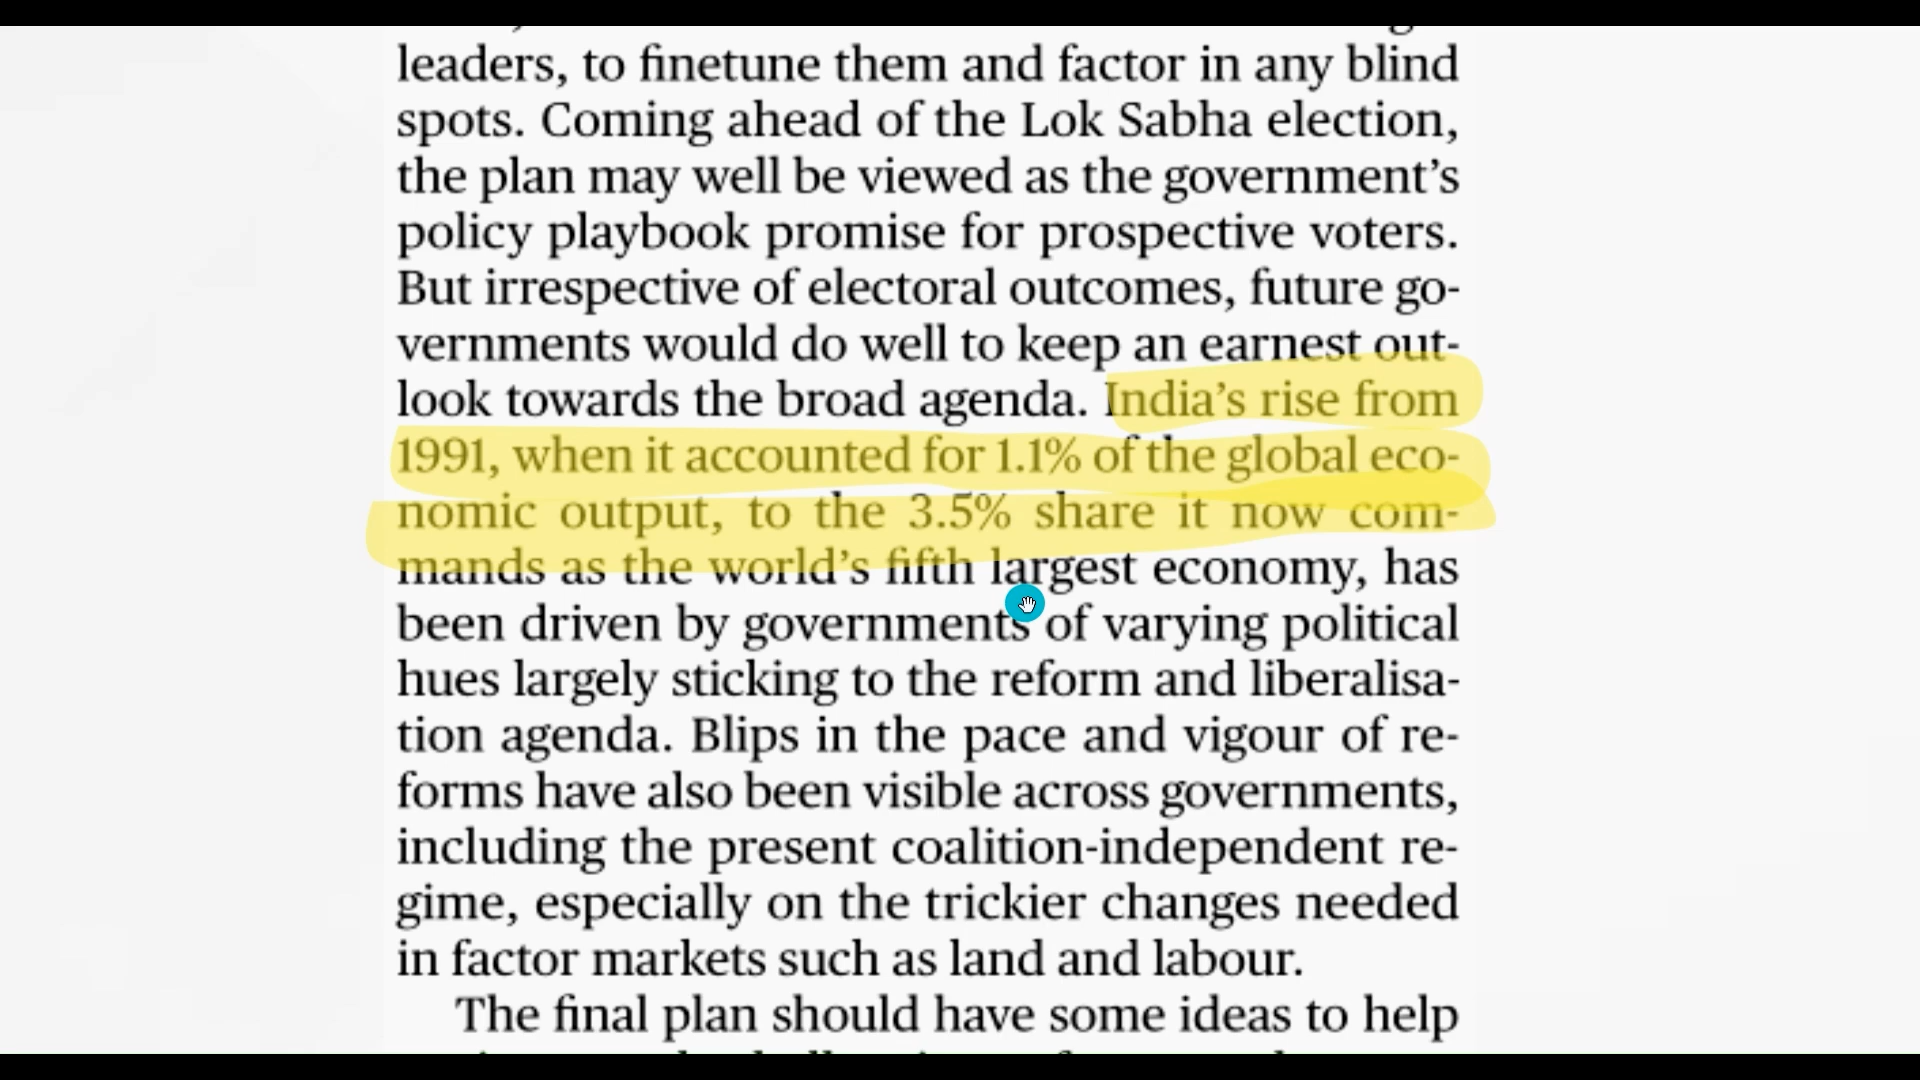 leaders, to finetune them and factor in any blind
spots. Coming ahead of the Lok Sabha election,
the plan may well be viewed as the government’s
policy playbook promise for prospective voters.
But irrespective of electoral outcomes, future go-
vernments would do well to keep an earnest out-
look towards the broad agenda. India’s rise from
1991, when it accounted for 1.1% of the global eco-
nomic output, to the 3.5% share it now com-
mands as the world’s fifth largest economy, has
been driven by governments of varying political
hues largely sticking to the reform and liberalisa-
tion agenda. Blips in the pace and vigour of re-
forms have also been visible across governments,
including the present coalition-independent re-
gime, especially on the trickier changes needed
in factor markets such as land and labour.
The final plan should have some ideas to help